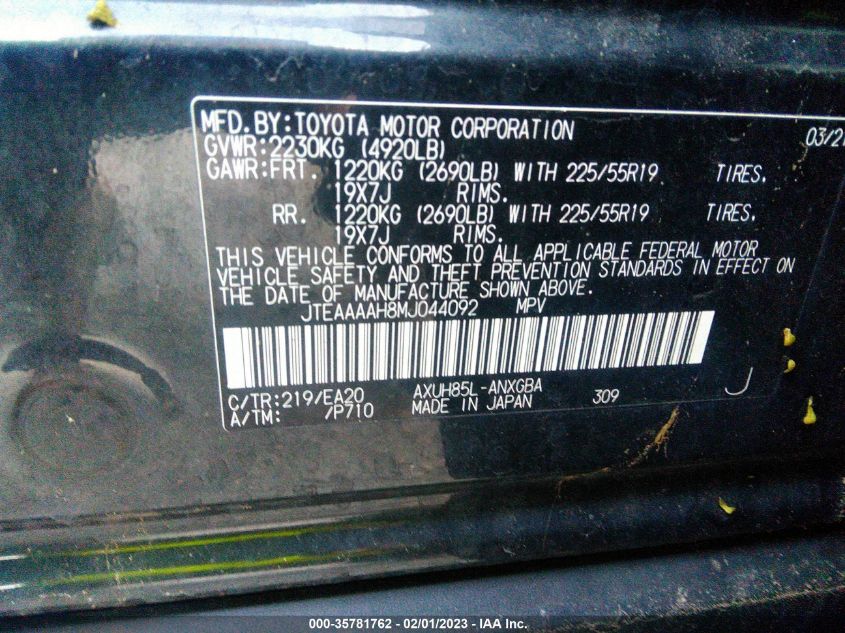 MFD.BY:TOYOTA MOTOR CORPORATION 03/21
GVWR:2230KG (4920LB)
GAWR:FRT. 1220KG (2690LB) WITH 225/55R19 TIRES.
19X7J RIMS.
RR. 1220KG (2690LB) WITH 225/55R19 TIRES.
19X7J RIMS.
THIS VEHICLE CONFORMS TO ALL APPLICABLE FEDERAL MOTOR
VEHICLE SAFETY AND THEFT PREVENTION STANDARDS IN EFFECT ON
THE DATE OF MANUFACTURE SHOWN ABOVE.
JTEAAAAH8MJ044092 MPV
C/TR:219/EA20 AXUH85L-ANXGBA 309 J
A/TM: /P710 MADE IN JAPAN
000-35781762 - 02/01/2023 - IAA Inc.